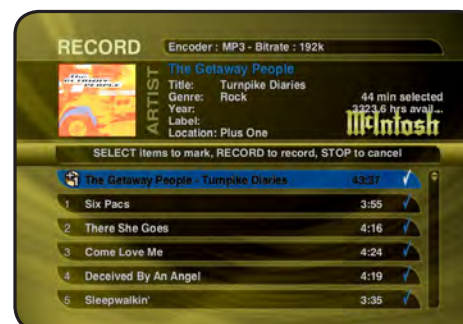 RECORD
Encoder : MP3 - Bitrate : 192k
the GETAWAY PEOPLE
ARTIST
The Getaway People
Title: Turnpike Diaries
Genre: Rock
Year:
Label:
Location: Plus One
44 min selected
3323.6 hrs avail...
McIntosh
SELECT items to mark, RECORD to record, STOP to cancel
The Getaway People - Turnpike Diaries 43:37
1 Six Pacs 3:55
2 There She Goes 4:16
3 Come Love Me 4:24
4 Deceived By An Angel 4:19
5 Sleepwalkin' 3:35